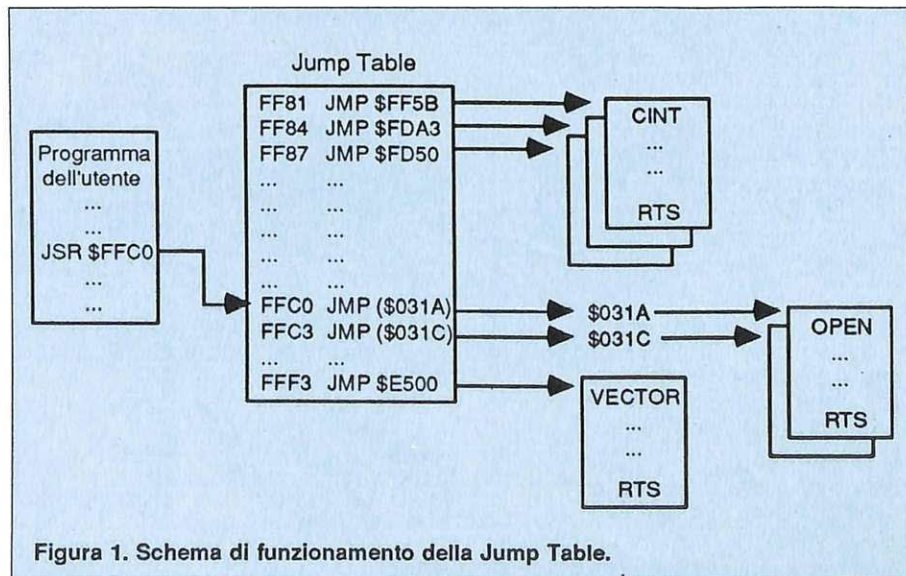 Jump Table
Programma
dell'utente
...
...
JSR $FFC0
...
...
FF81 JMP $FF5B
FF84 JMP $FDA3
FF87 JMP $FD50
... ...
... ...
... ...
... ...
... ...
FFC0 JMP ($031A)
FFC3 JMP ($031C)
... ...
FFF3 JMP $E500
CINT
...
...
RTS
$031A
$031C
OPEN
...
...
RTS
VECTOR
...
...
RTS
Figura 1. Schema di funzionamento della Jump Table.